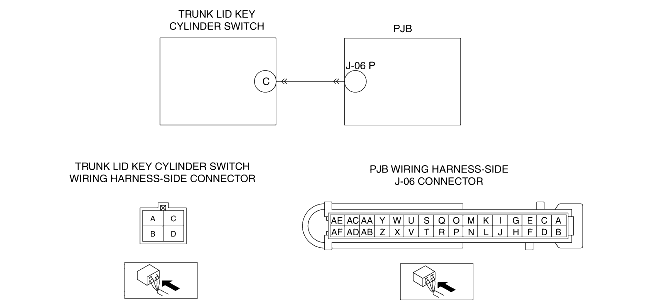 TRUNK LID KEY
CYLINDER SWITCH
PJB
C
J-06 P
TRUNK LID KEY CYLINDER SWITCH
WIRING HARNESS-SIDE CONNECTOR
A C
B D
PJB WIRING HARNESS-SIDE
J-06 CONNECTOR
AE AC AA Y W U S Q O M K I G E C A
AF AD AB Z X V T R P N L J H F D B